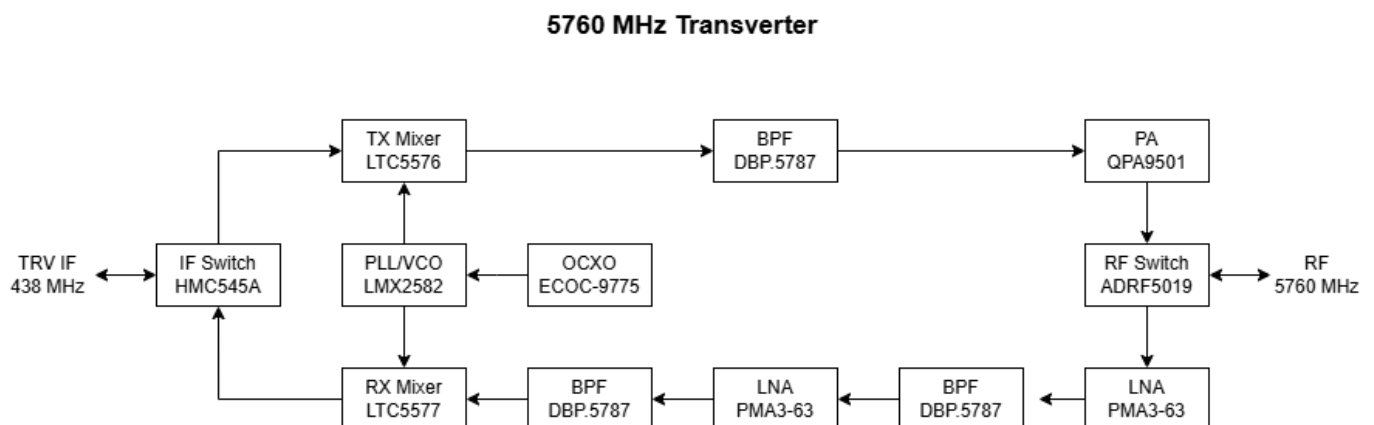 5760 MHz Transverter
TX Mixer
LTC5576
BPF
DBP.5787
PA
QPA9501
TRV IF
438 MHz
IF Switch
HMC545A
PLL/VCO
LMX2582
OCXO
ECOC-9775
RF Switch
ADRF5019
RF
5760 MHz
RX Mixer
LTC5577
BPF
DBP.5787
LNA
PMA3-63
BPF
DBP.5787
LNA
PMA3-63